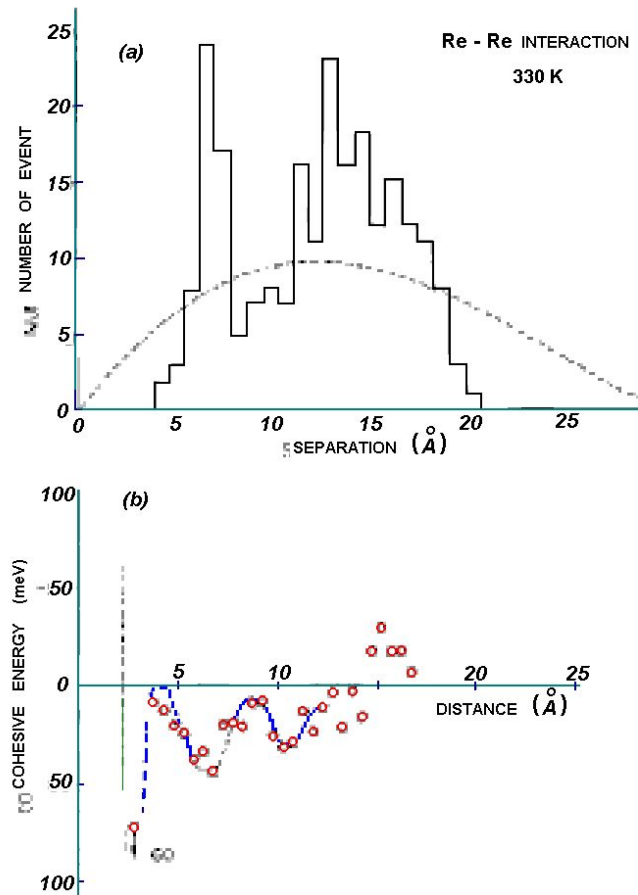 25
(a)
Re - Re INTERACTION
330 K
20
15
10
5
0
NUMBER OF EVENT
0 5 10 15 20 25
SEPARATION (Å)
100
(b)
50
0
50
100
COHESIVE ENERGY (meV)
5 10 15 20 25
DISTANCE (Å)